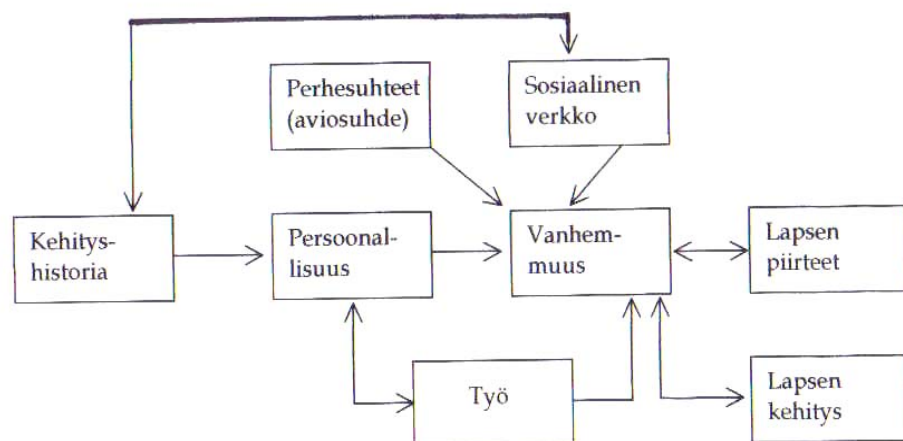 Perhesuhteet
(aviosuhde)
Sosiaalinen
verkko
Kehitys-
historia
Persoonal-
lisuus
Vanhem-
muus
Lapsen
piirteet
Työ
Lapsen
kehitys